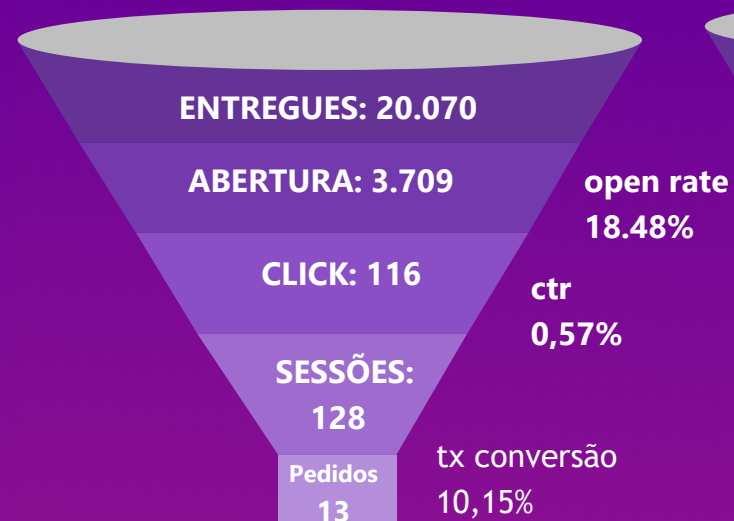 ENTREGUES: 20.070
ABERTURA: 3.709
open rate
18.48%
CLICK: 116
ctr
0,57%
SESSÕES:
128
tx conversão
10,15%
Pedidos
13